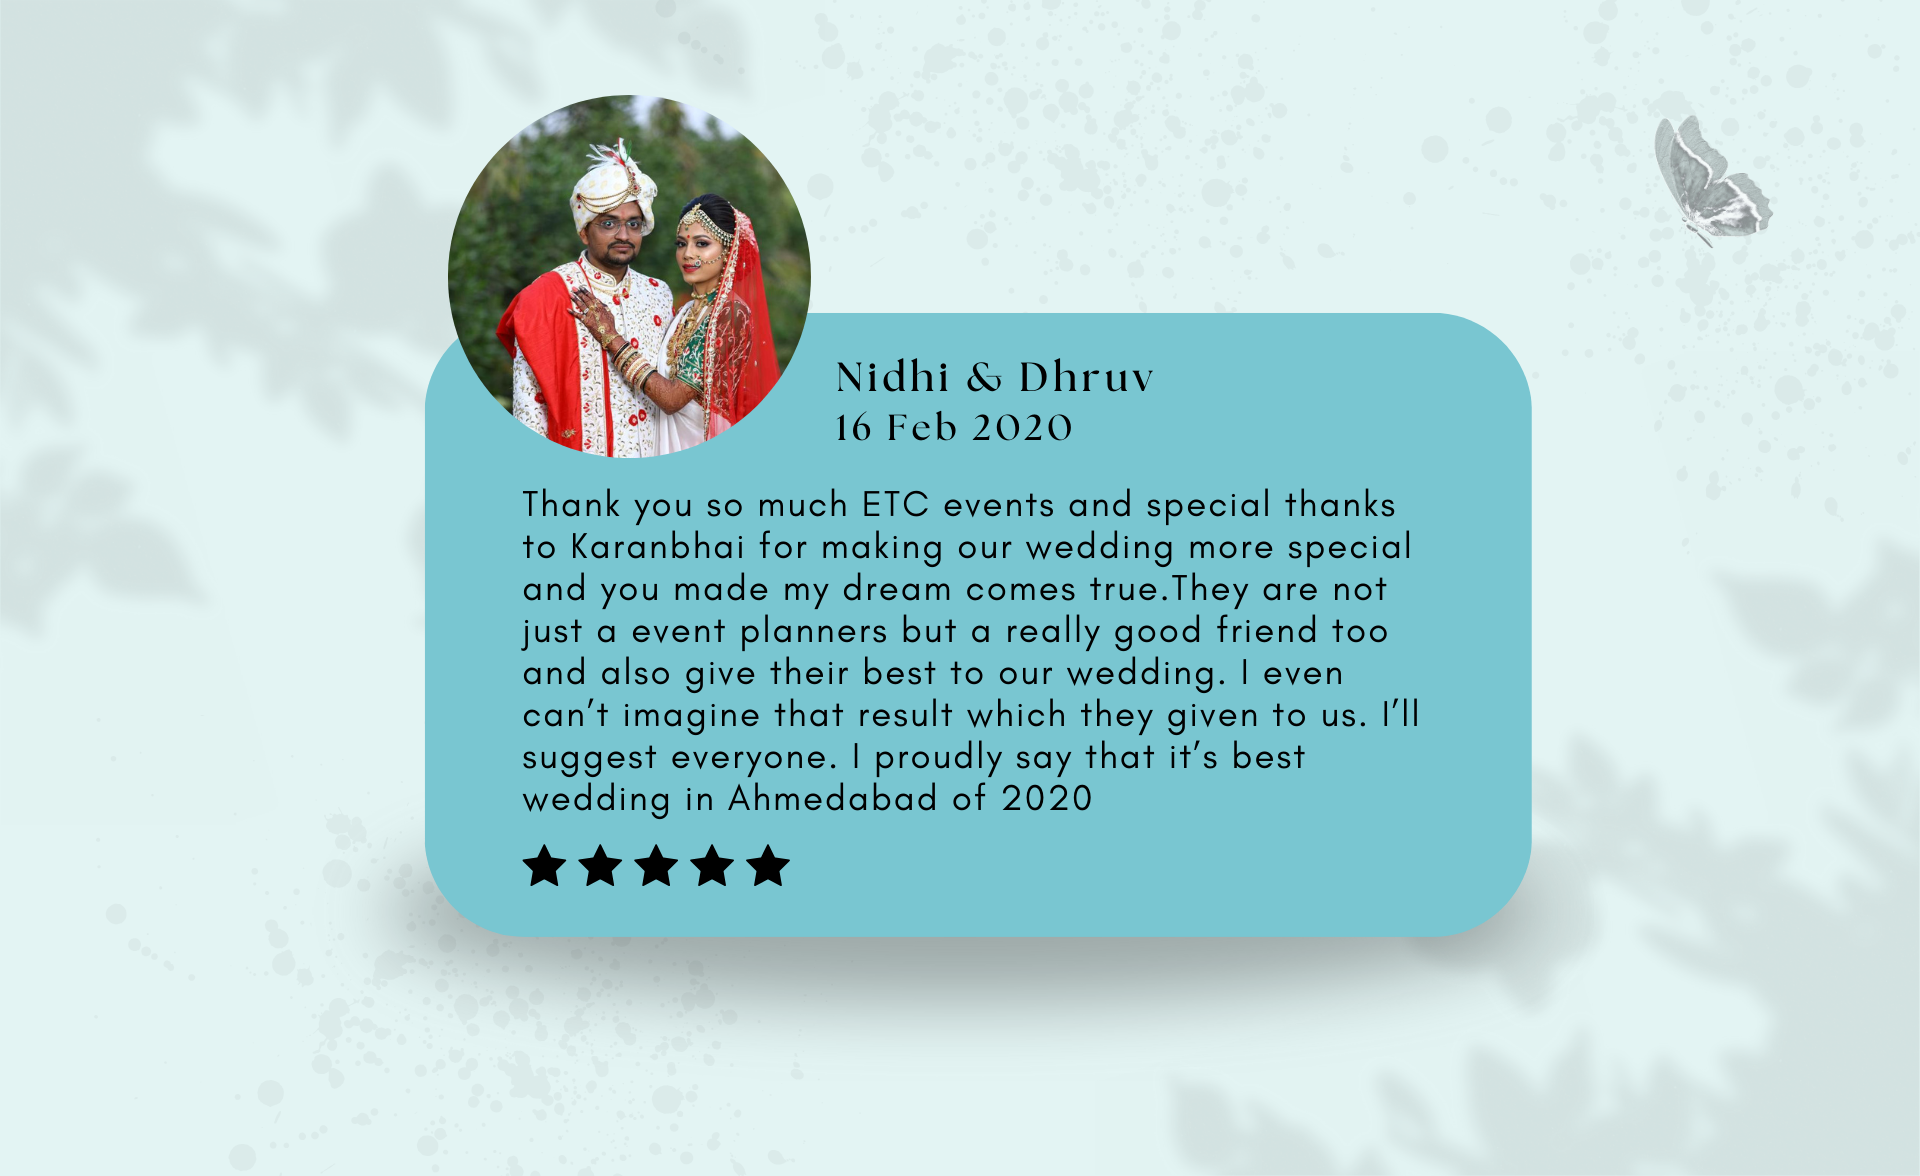 Nidhi & Dhruv
16 Feb 2020
Thank you so much ETC events and special thanks
to Karanbhai for making our wedding more special
and you made my dream comes true.They are not
just a event planners but a really good friend too
and also give their best to our wedding. I even
can’t imagine that result which they given to us. I’ll
suggest everyone. I proudly say that it’s best
wedding in Ahmedabad of 2020